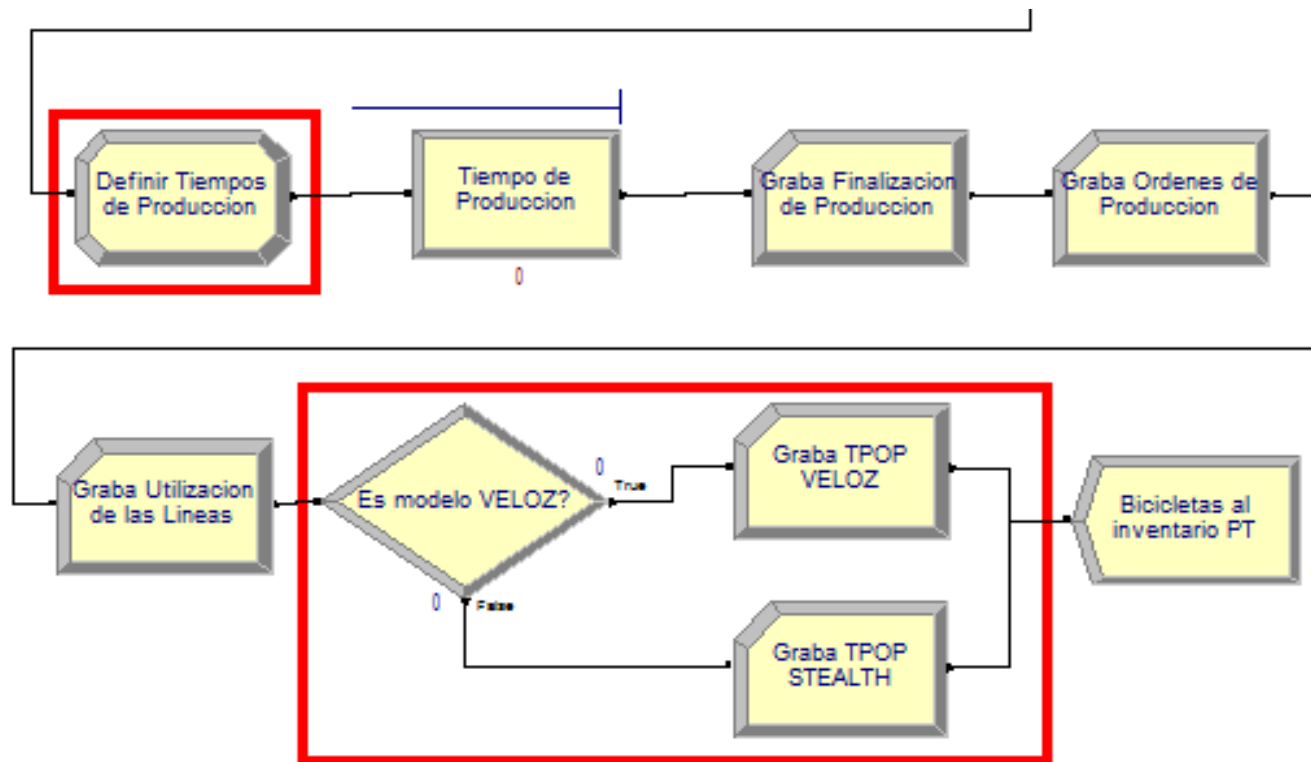 Definir Tiempos
de Produccion
Tiempo de
Produccion
0
Graba Finalizacion
de Produccion
Graba Ordenes de
Produccion
Graba Utilizacion
de las Lineas
Es modelo VELOZ?
0
True
0
False
Graba TPOP
VELOZ
Graba TPOP
STEALTH
Bicicletas al
inventario PT